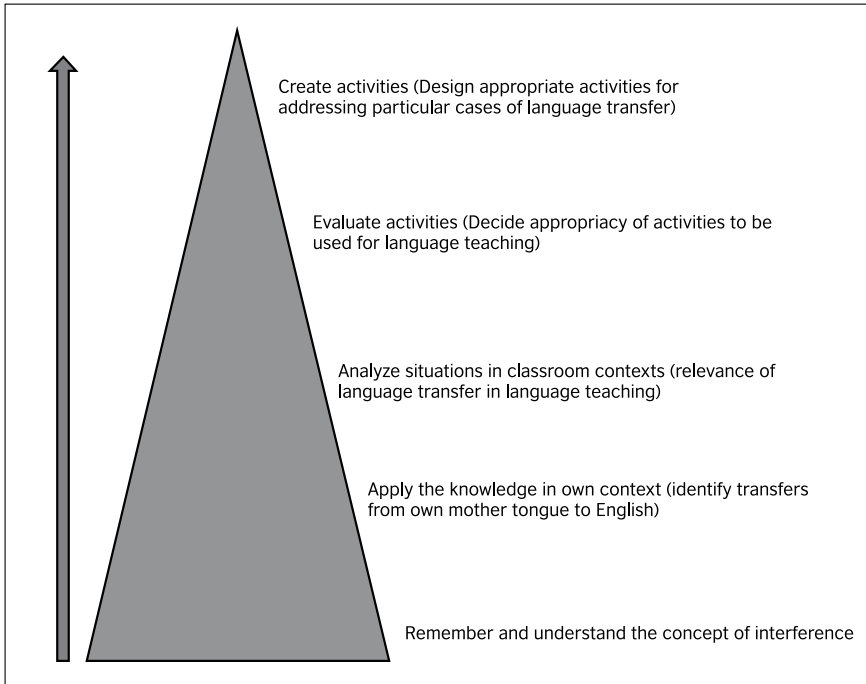 Create activities (Design appropriate activities for
addressing particular cases of language transfer)
Evaluate activities (Decide appropriacy of activities to be
used for language teaching)
Analyze situations in classroom contexts (relevance of
language transfer in language teaching)
Apply the knowledge in own context (identify transfers
from own mother tongue to English)
Remember and understand the concept of interference